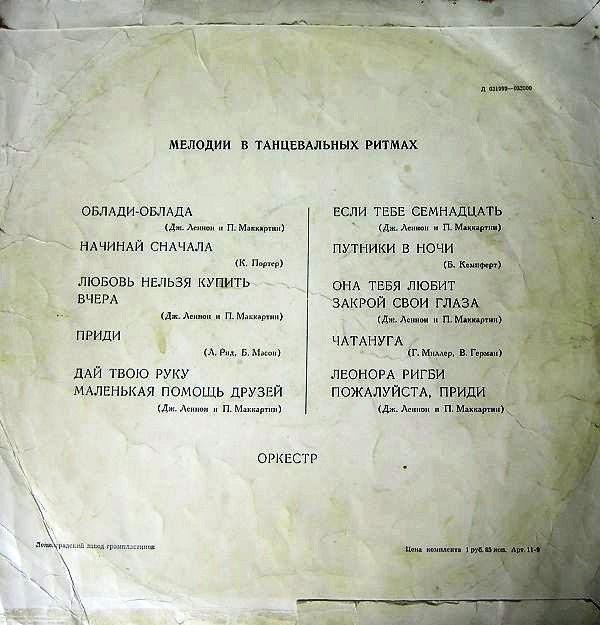 Д 031999—032000
МЕЛОДИИ В ТАНЦЕВАЛЬНЫХ РИТМАХ
ОБЛАДИ-ОБЛАДА
(Дж. Леннон и П. Маккартни)
НАЧИНАЙ СНАЧАЛА
(К. Портер)
ЛЮБОВЬ НЕЛЬЗЯ КУПИТЬ
ВЧЕРА
(Дж. Леннон и П. Маккартни)
ПРИДИ
(Л. Рид, Б. Масон)
ДАЙ ТВОЮ РУКУ
МАЛЕНЬКАЯ ПОМОЩЬ ДРУЗЕЙ
(Дж. Леннон и П. Маккартни)
ЕСЛИ ТЕБЕ СЕМНАДЦАТЬ
(Дж. Леннон и П. Маккартни)
ПУТНИКИ В НОЧИ
(Б. Кемпферт)
ОНА ТЕБЯ ЛЮБИТ
ЗАКРОЙ СВОИ ГЛАЗА
(Дж. Леннон и П. Маккартни)
ЧАТАНУГА
(Г. Миллер, В. Герман)
ЛЕОНОРА РИГБИ
ПОЖАЛУЙСТА, ПРИДИ
(Дж. Леннон и П. Маккартни)
ОРКЕСТР
Ленинградский завод грампластинок
Цена комплекта 1 руб. 85 коп. Арт. 11-9